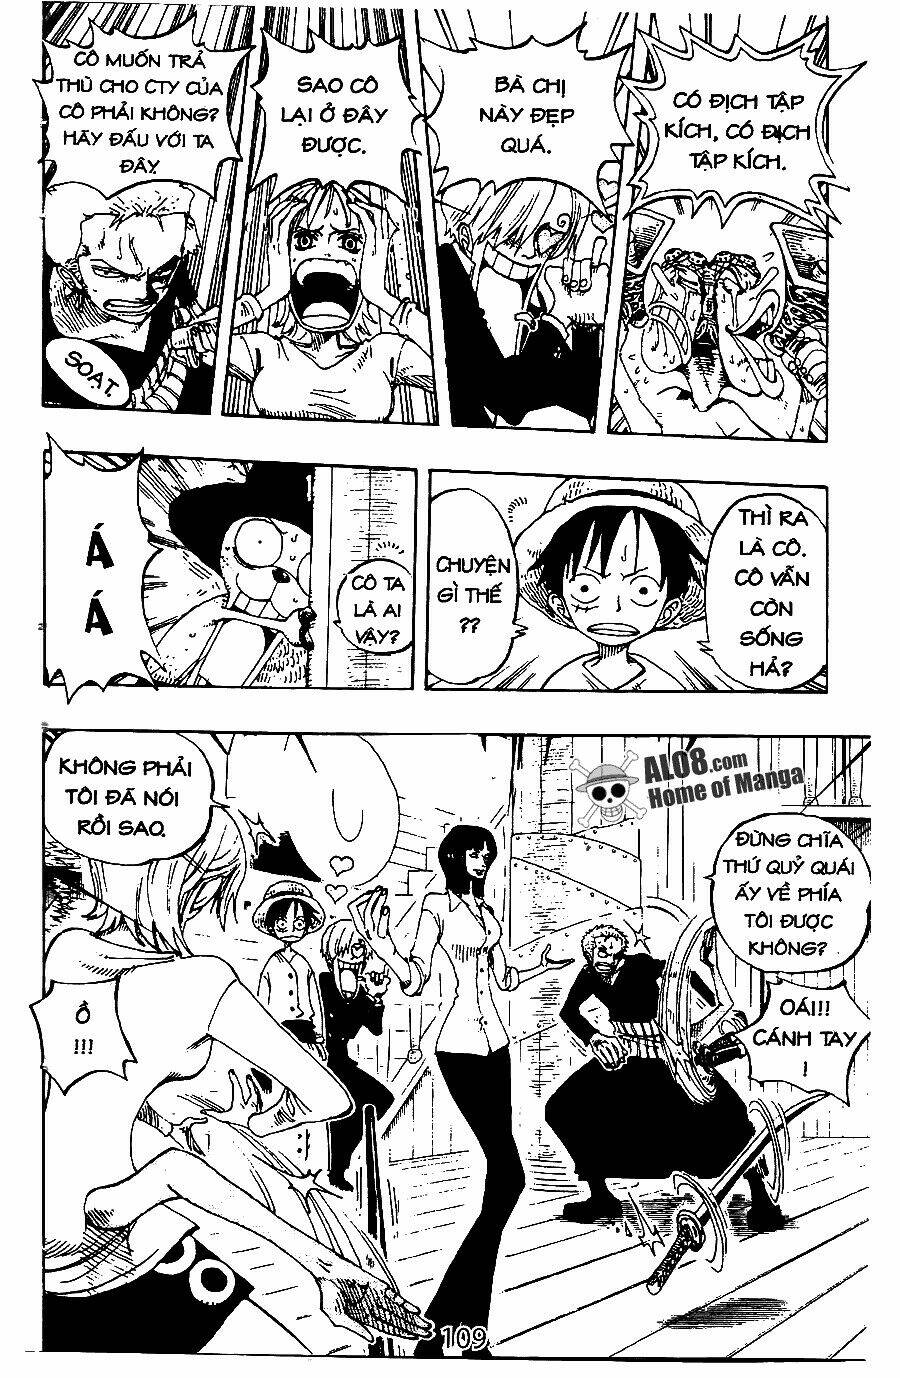 CÓ ĐỊCH TẬP
KÍCH, CÓ ĐỊCH
TẬP KÍCH.
BÀ CHỊ
NÀY ĐẸP
QUÁ.
SAO CÔ
LẠI Ở ĐÂY
ĐƯỢC.
CÔ MUỐN TRẢ
THÙ CHO CTY CỦA
CÔ PHẢI KHÔNG?
HÃY ĐẤU VỚI TA
ĐÂY.
SOẠT.
THÌ RA
LÀ CÔ.
CÔ VẪN
CÒN
SỐNG
HẢ?
CHUYỆN
GÌ THẾ
??
CÔ TA
LÀ AI
VẬY?
Á
Á
AL08.com
Home of Manga
ĐỪNG CHĨA
THỨ QUỶ QUÁI
ẤY VỀ PHÍA
TÔI ĐƯỢC
KHÔNG?
OÁI!!!
CÁNH TAY
!
KHÔNG PHẢI
TÔI ĐÃ NÓI
RỒI SAO.
Ồ
!!!
109